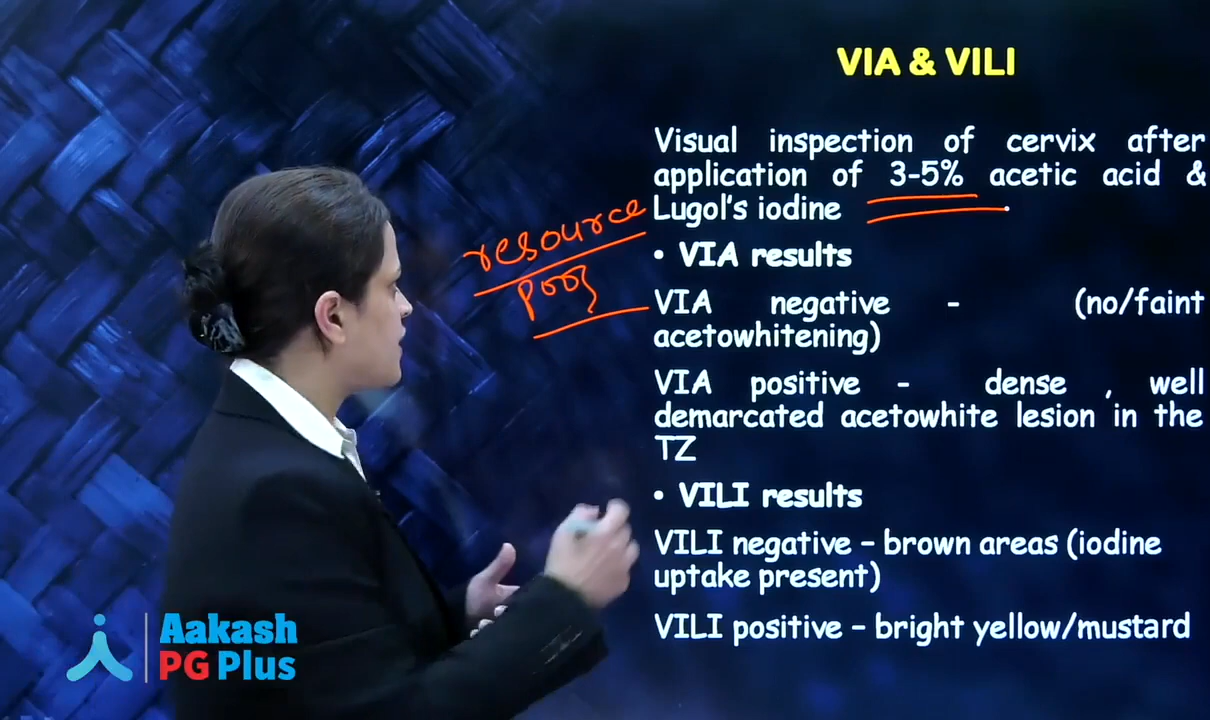 VIA & VILI
Visual inspection of cervix after
application of 3-5% acetic acid &
Lugol's iodine
resource
poor
• VIA results
VIA negative - (no/faint
acetowhitening)
VIA positive - dense , well
demarcated acetowhite lesion in the
TZ
• VILI results
VILI negative – brown areas (iodine
uptake present)
VILI positive – bright yellow/mustard
Aakash
PG Plus